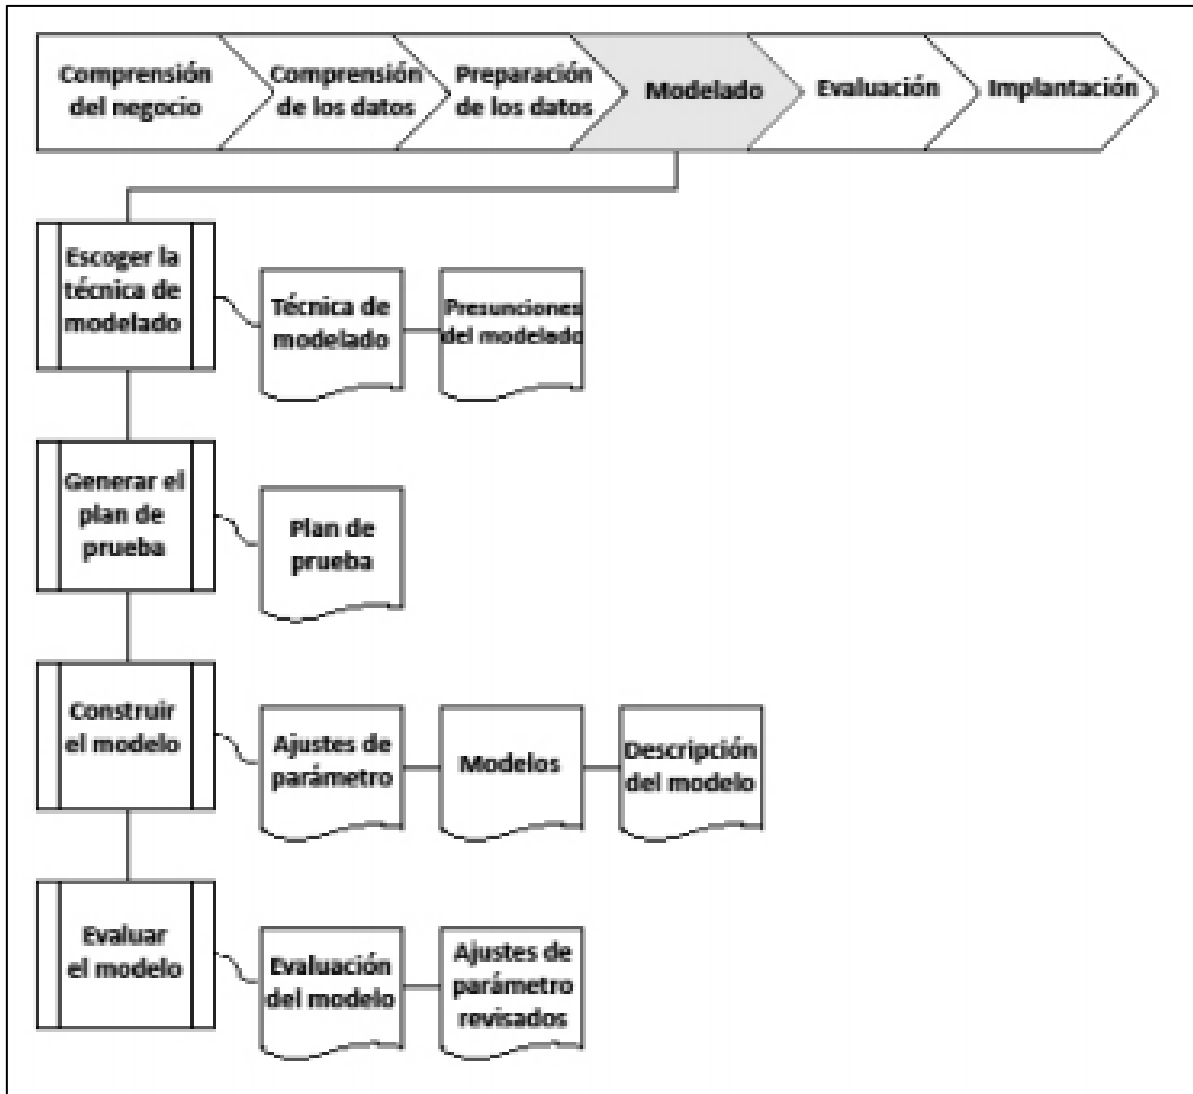 Comprensión
del negocio
Comprensión
de los datos
Preparación
de los datos
Modelado
Evaluación
Implantación
Escoger la
técnica de
modelado
Técnica de
modelado
Presunciones
del modelado
Generar el
plan de
prueba
Plan de
prueba
Construir
el modelo
Ajustes de
parámetro
Modelos
Descripción
del modelo
Evaluar
el modelo
Evaluación
del modelo
Ajustes de
parámetro
revisados